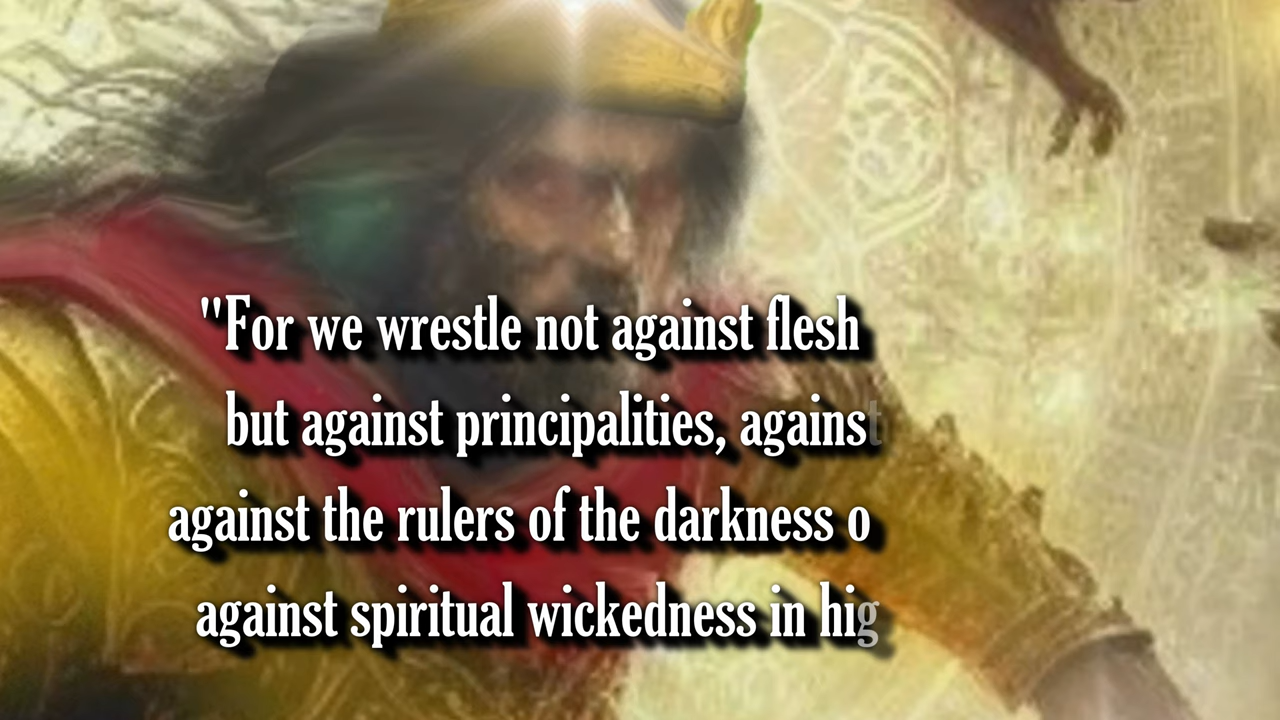 "For we wrestle not against flesh
but against principalities, against
against the rulers of the darkness o
against spiritual wickedness in hig